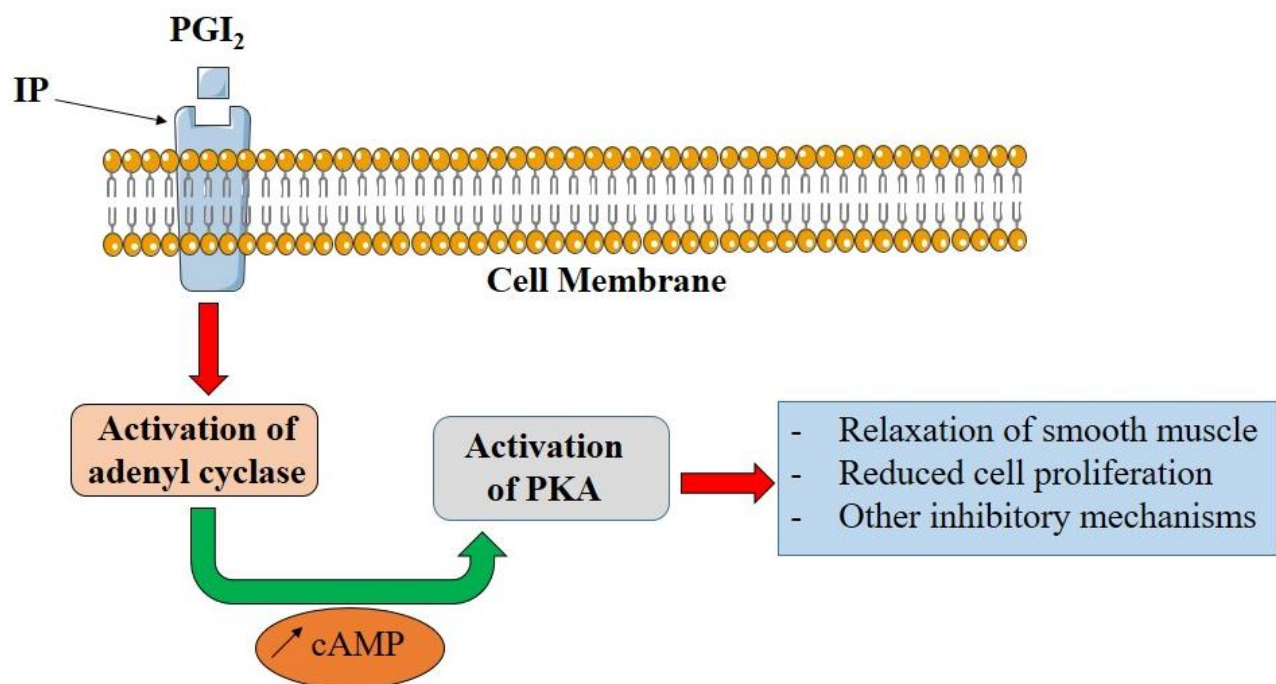 PGI₂
IP
Cell Membrane
Activation of
adenyl cyclase
Activation
of PKA
- Relaxation of smooth muscle
- Reduced cell proliferation
- Other inhibitory mechanisms
↗ cAMP